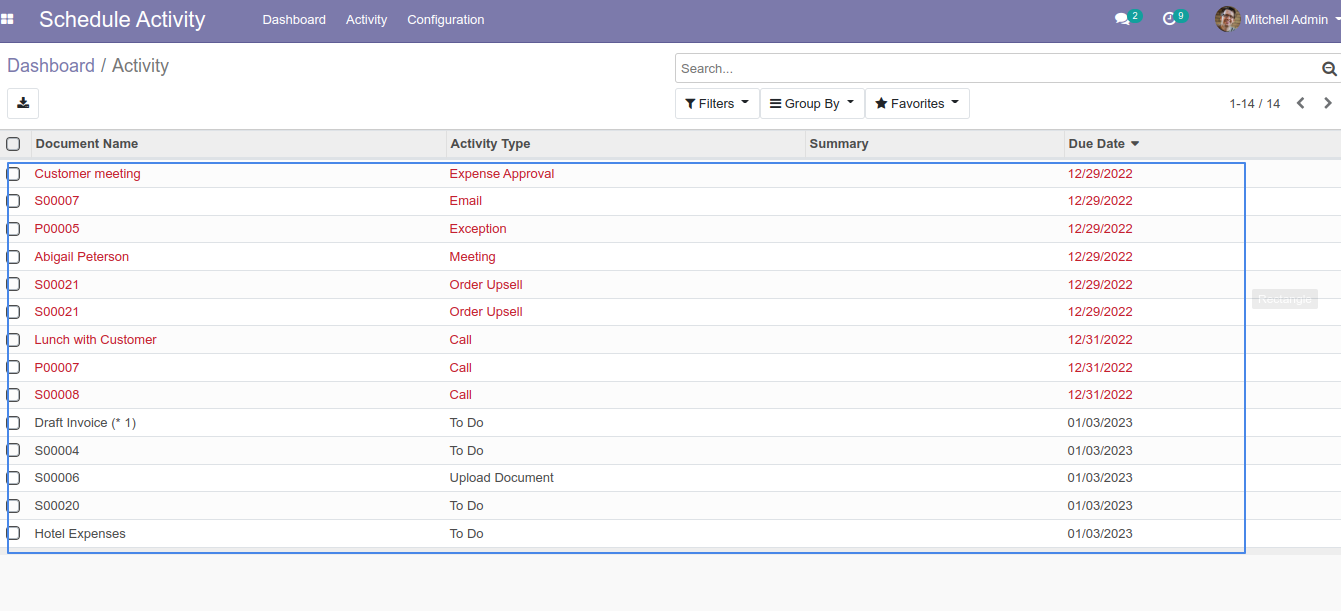 Schedule Activity Dashboard Activity Configuration 2 9 Mitchell Admin
Dashboard / Activity
Search...
Filters Group By Favorites 1-14 / 14
Document Name Activity Type Summary Due Date
Customer meeting Expense Approval 12/29/2022
S00007 Email 12/29/2022
P00005 Exception 12/29/2022
Abigail Peterson Meeting 12/29/2022
S00021 Order Upsell 12/29/2022
Rectangle
S00021 Order Upsell 12/29/2022
Lunch with Customer Call 12/31/2022
P00007 Call 12/31/2022
S00008 Call 12/31/2022
Draft Invoice (* 1) To Do 01/03/2023
S00004 To Do 01/03/2023
S00006 Upload Document 01/03/2023
S00020 To Do 01/03/2023
Hotel Expenses To Do 01/03/2023